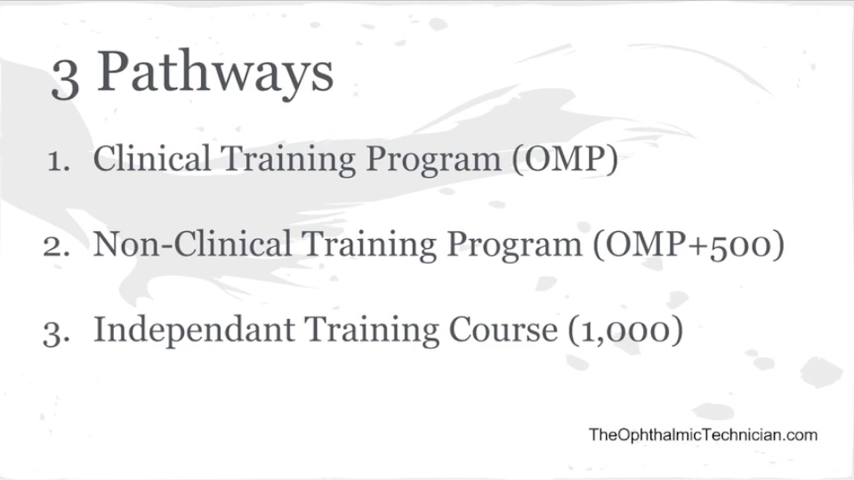 3 Pathways
1. Clinical Training Program (OMP)
2. Non-Clinical Training Program (OMP+500)
3. Independant Training Course (1,000)
TheOphthalmicTechnician.com